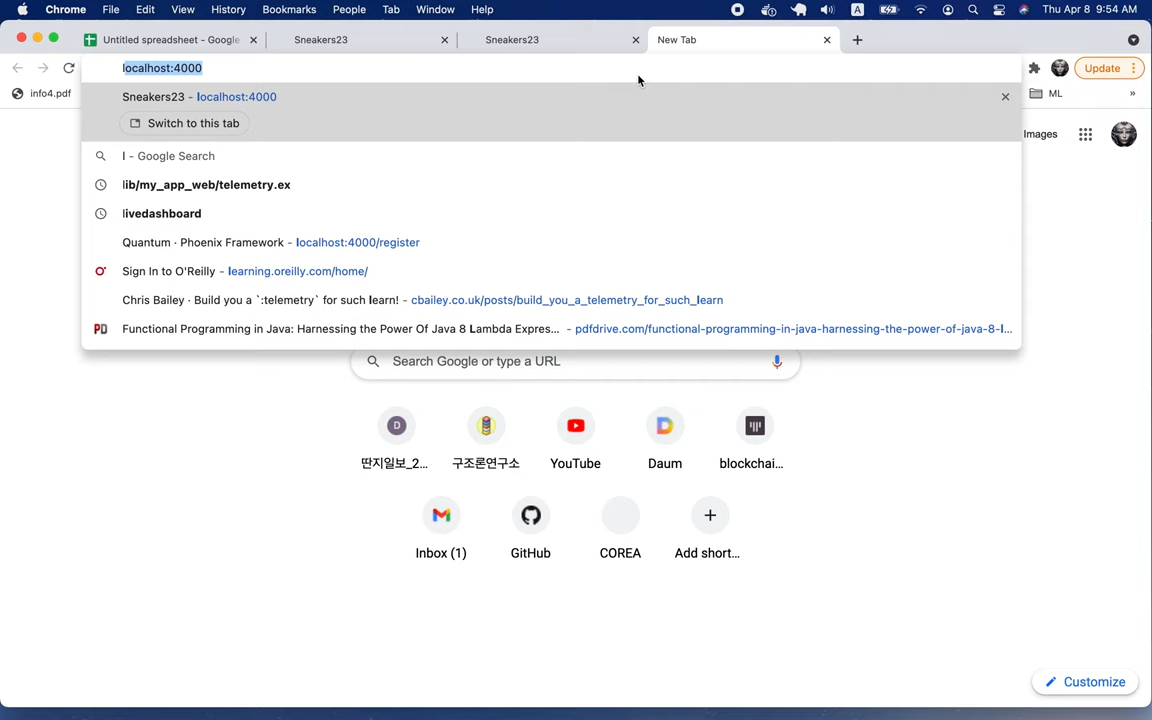 Chrome File Edit View History Bookmarks People Tab Window Help A Thu Apr 8 9:54 AM
Untitled spreadsheet - Google Sneakers23 Sneakers23 New Tab
localhost:4000 Update
info4.pdf ML »
Sneakers23 - localhost:4000
Switch to this tab
Images
l - Google Search
lib/my_app_web/telemetry.ex
livedashboard
Quantum · Phoenix Framework - localhost:4000/register
Sign In to O'Reilly - learning.oreilly.com/home/
Chris Bailey · Build you a `:telemetry` for such learn! - cbailey.co.uk/posts/build_you_a_telemetry_for_such_learn
PD Functional Programming in Java: Harnessing the Power Of Java 8 Lambda Expres... - pdfdrive.com/functional-programming-in-java-harnessing-the-power-of-java-8-l...
Search Google or type a URL
D
딴지일보_2... 구조론연구소 YouTube Daum blockchai...
Inbox (1) GitHub COREA Add short...
Customize